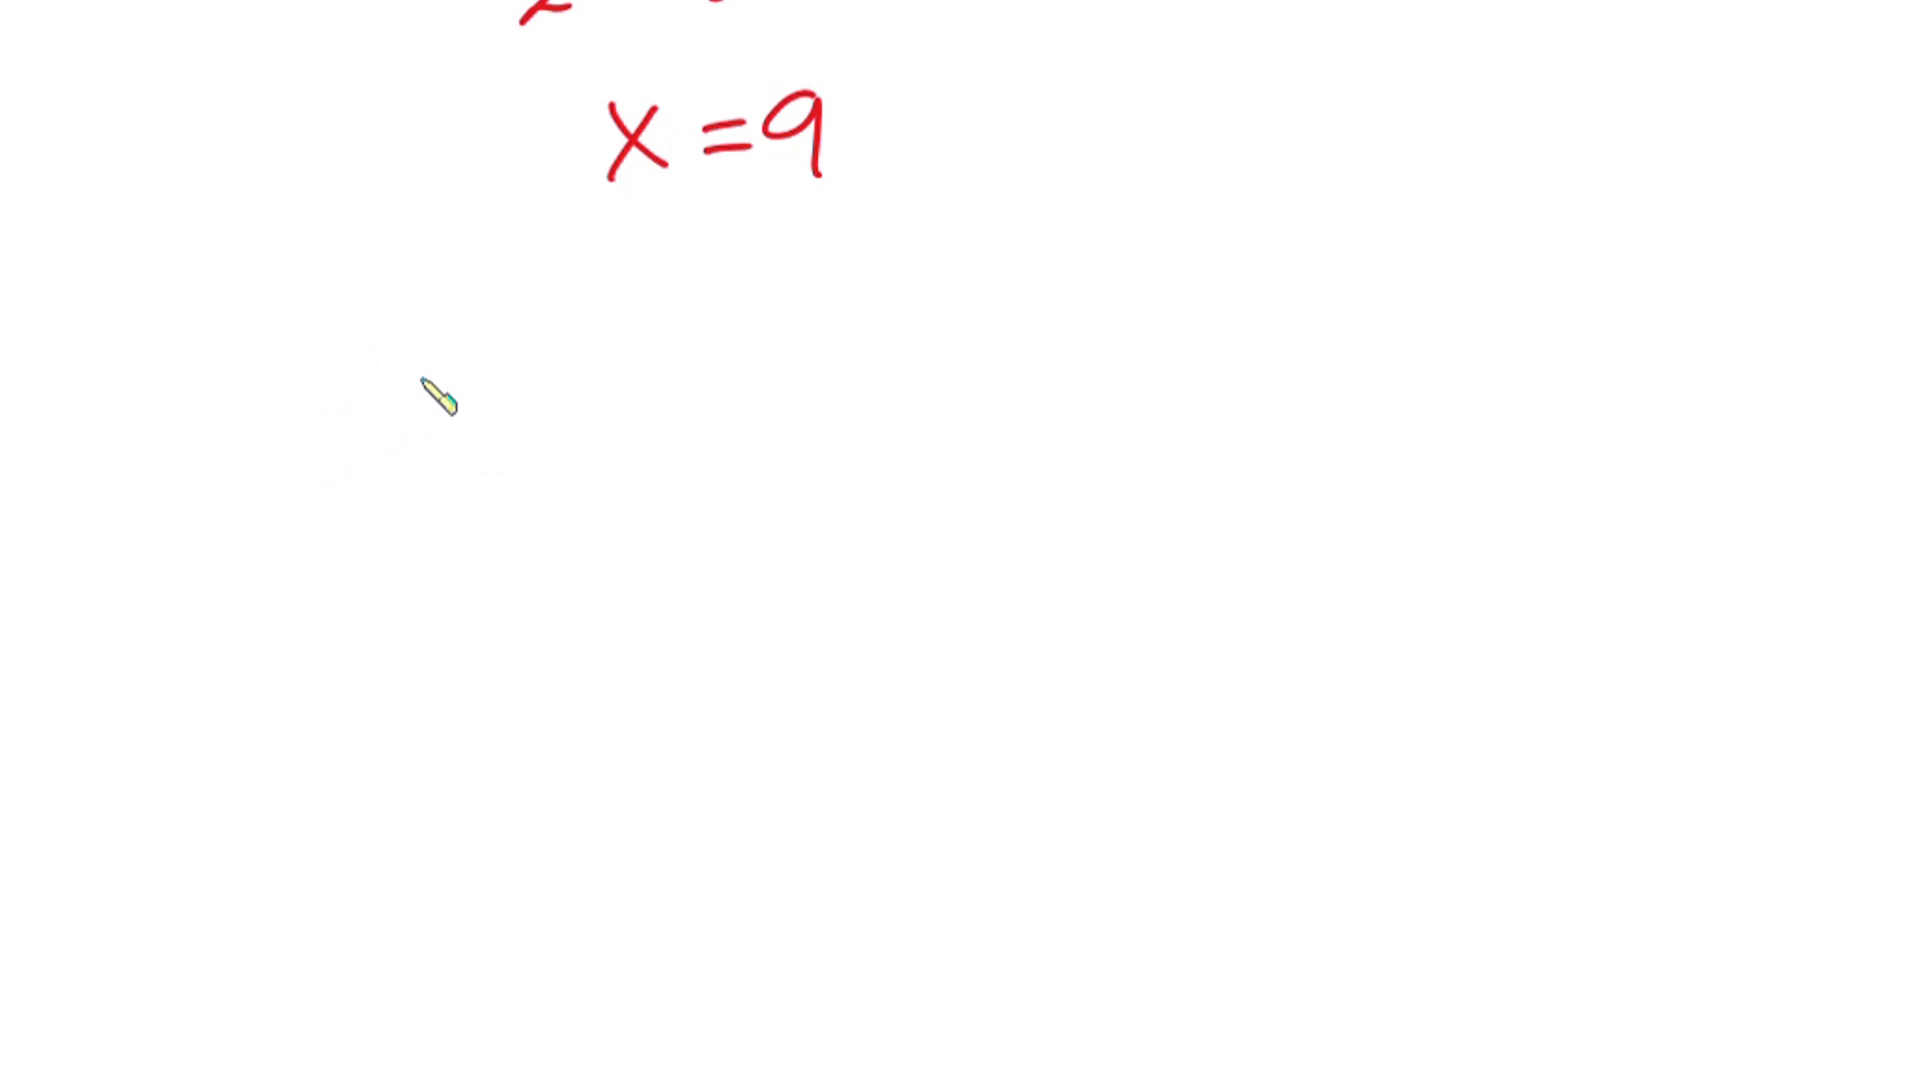 x = 9